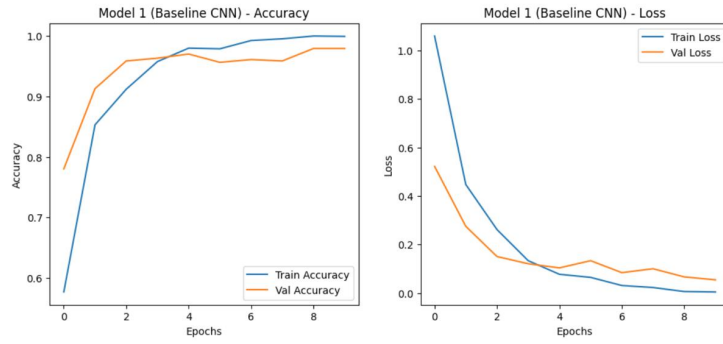 Model 1 (Baseline CNN) - Accuracy
1.0
0.9
0.8
0.7
0.6
Accuracy
0
2
4
6
8
Epochs
Train Accuracy
Val Accuracy
Model 1 (Baseline CNN) - Loss
1.0
0.8
0.6
0.4
0.2
0.0
Loss
0
2
4
6
8
Epochs
Train Loss
Val Loss